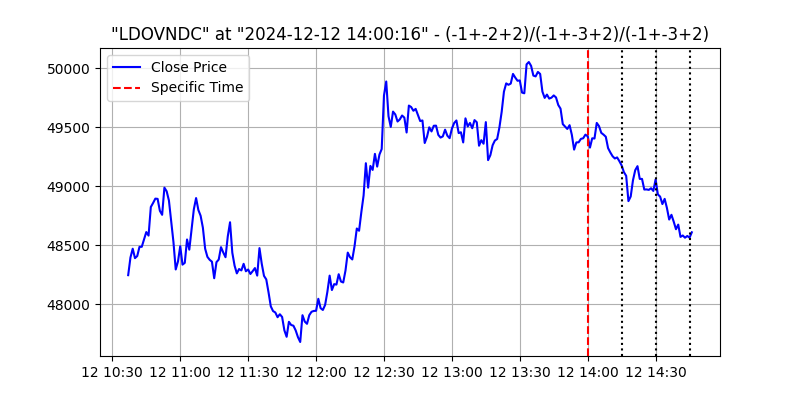 "LDOVNDC" at "2024-12-12 14:00:16" - (-1+-2+2)/(-1+-3+2)/(-1+-3+2)
Close Price
Specific Time
50000
49500
49000
48500
48000
12 10:30 12 11:00 12 11:30 12 12:00 12 12:30 12 13:00 12 13:30 12 14:00 12 14:30